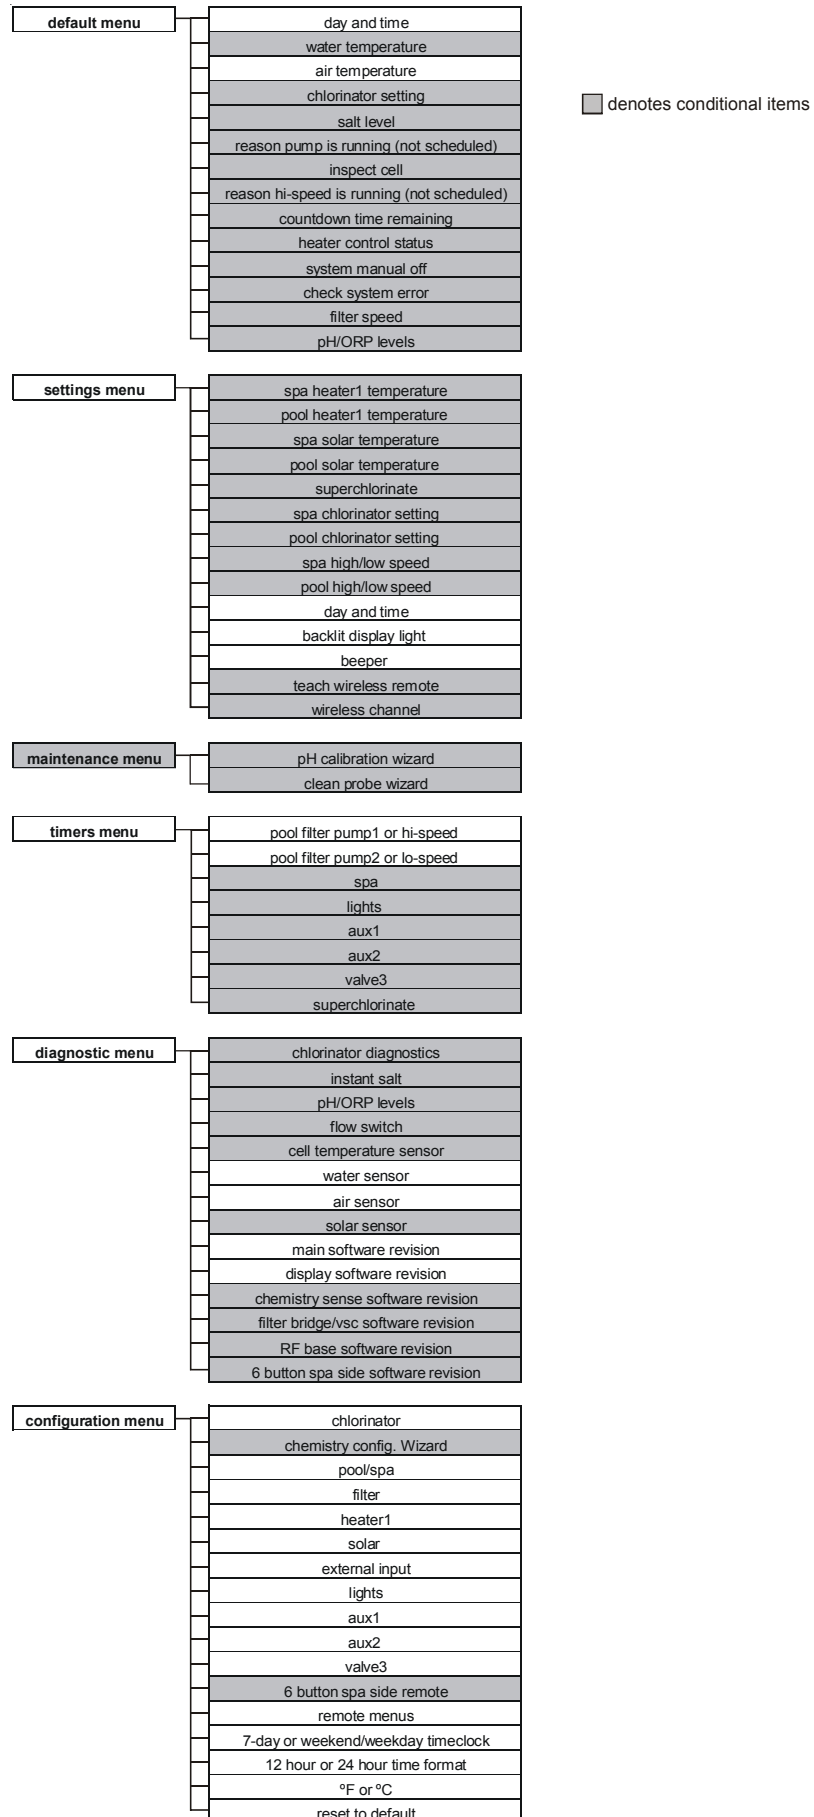 default menu
day and time
water temperature
air temperature
chlorinator setting
denotes conditional items
salt level
reason pump is running (not scheduled)
inspect cell
reason hi-speed is running (not scheduled)
countdown time remaining
heater control status
system manual off
check system error
filter speed
pH/ORP levels
settings menu
spa heater1 temperature
pool heater1 temperature
spa solar temperature
pool solar temperature
superchlorinate
spa chlorinator setting
pool chlorinator setting
spa high/low speed
pool high/low speed
day and time
backlit display light
beeper
teach wireless remote
wireless channel
maintenance menu
pH calibration wizard
clean probe wizard
timers menu
pool filter pump1 or hi-speed
pool filter pump2 or lo-speed
spa
lights
aux1
aux2
valve3
superchlorinate
diagnostic menu
chlorinator diagnostics
instant salt
pH/ORP levels
flow switch
cell temperature sensor
water sensor
air sensor
solar sensor
main software revision
display software revision
chemistry sense software revision
filter bridge/vsc software revision
RF base software revision
6 button spa side software revision
configuration menu
chlorinator
chemistry config. Wizard
pool/spa
filter
heater1
solar
external input
lights
aux1
aux2
valve3
6 button spa side remote
remote menus
7-day or weekend/weekday timeclock
12 hour or 24 hour time format
ºF or ºC
reset to default